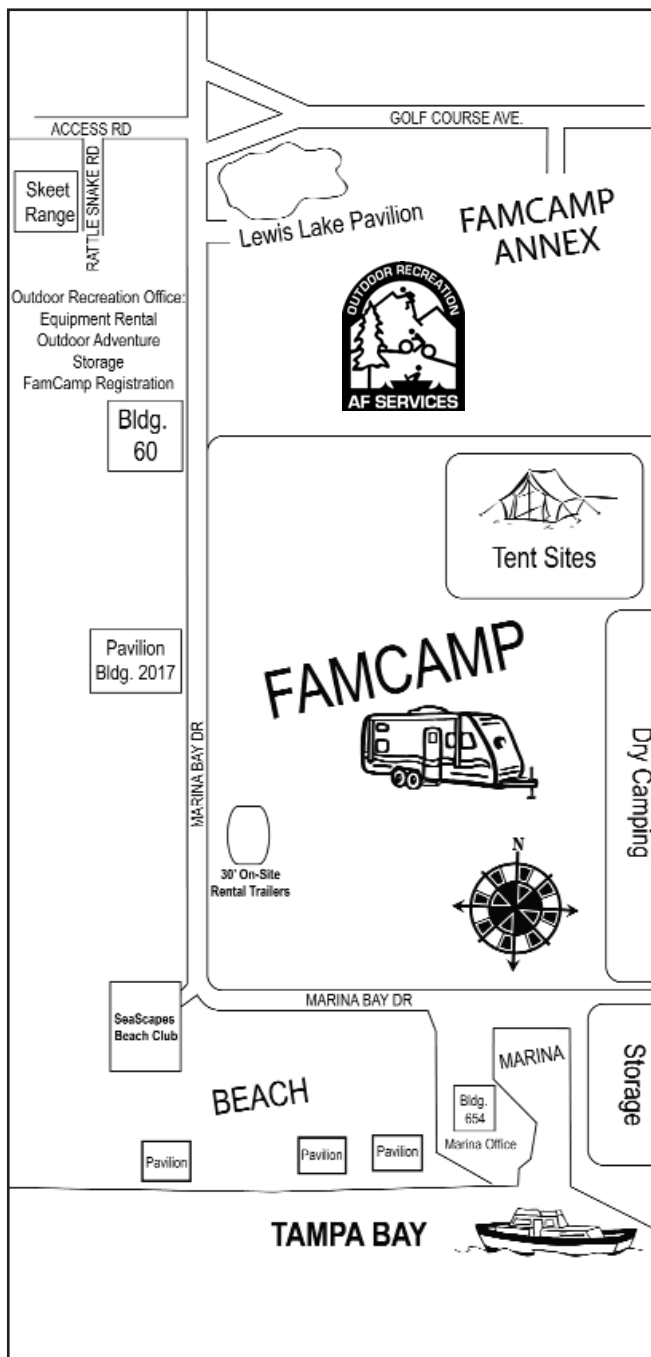 ACCESS RD
GOLF COURSE AVE.
Skeet
Range
RATTLE SNAKE RD
Lewis Lake Pavilion
FAMCAMP
ANNEX
Outdoor Recreation Office:
Equipment Rental
Outdoor Adventure
Storage
FamCamp Registration
OUTDOOR RECREATION
AF SERVICES
Bldg.
60
Tent Sites
Pavilion
Bldg. 2017
FAMCAMP
Dry Camping
MARINA BAY DR
30' On-Site
Rental Trailers
N
MARINA BAY DR
SeaScapes
Beach Club
BEACH
MARINA
Storage
Bldg.
654
Marina Office
Pavilion
Pavilion
Pavilion
TAMPA BAY